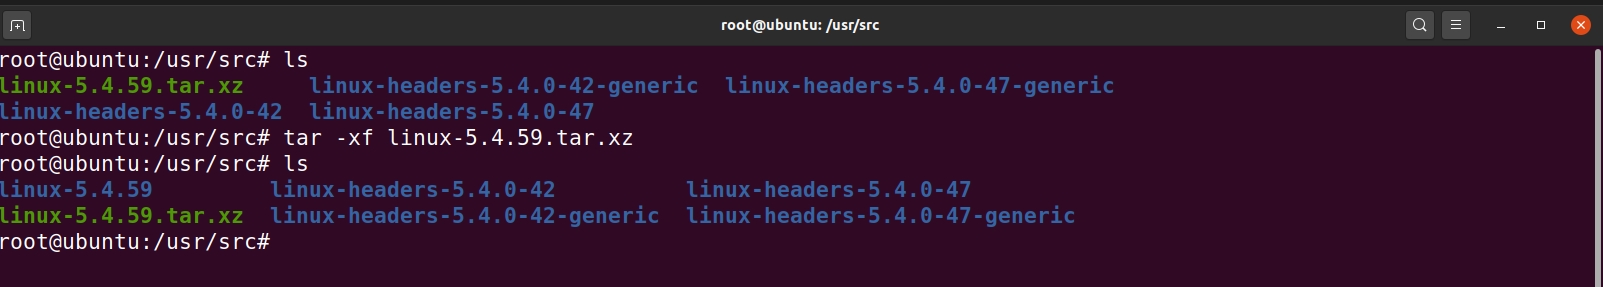 root@ubuntu: /usr/src
root@ubuntu:/usr/src# ls
linux-5.4.59.tar.xz     linux-headers-5.4.0-42-generic  linux-headers-5.4.0-47-generic
linux-headers-5.4.0-42  linux-headers-5.4.0-47
root@ubuntu:/usr/src# tar -xf linux-5.4.59.tar.xz
root@ubuntu:/usr/src# ls
linux-5.4.59         linux-headers-5.4.0-42          linux-headers-5.4.0-47
linux-5.4.59.tar.xz  linux-headers-5.4.0-42-generic  linux-headers-5.4.0-47-generic
root@ubuntu:/usr/src#